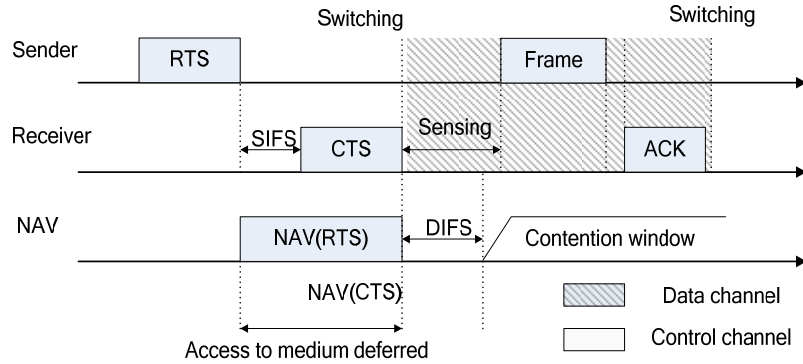 Switching
Switching
Sender
RTS
Frame
Receiver
SIFS
CTS
Sensing
ACK
NAV
NAV(RTS)
DIFS
Contention window
NAV(CTS)
Data channel
Control channel
Access to medium deferred